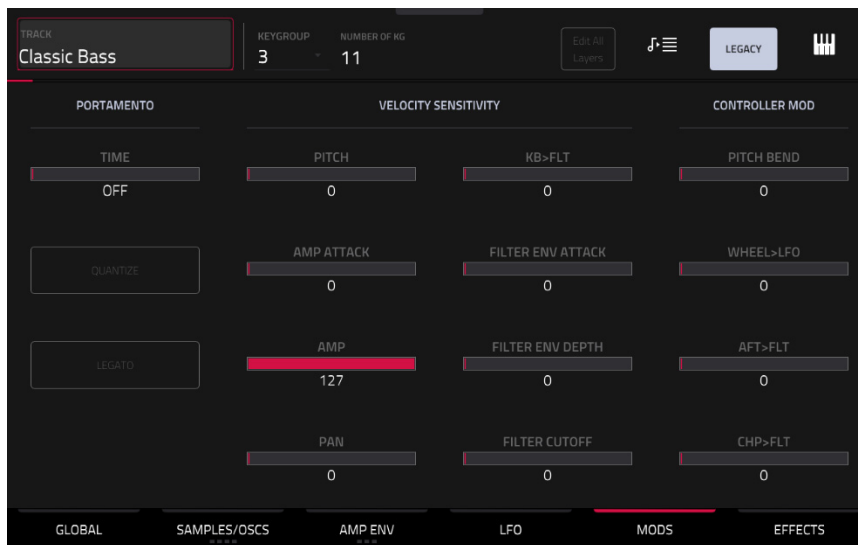 TRACK
Classic Bass
KEYGROUP
3
NUMBER OF KG
11
Edit All
Layers
LEGACY
PORTAMENTO
VELOCITY SENSITIVITY
CONTROLLER MOD
TIME
OFF
PITCH
0
KB>FLT
0
PITCH BEND
0
QUANTIZE
AMP ATTACK
0
FILTER ENV ATTACK
0
WHEEL>LFO
0
LEGATO
AMP
127
FILTER ENV DEPTH
0
AFT>FLT
0
PAN
0
FILTER CUTOFF
0
CHP>FLT
0
GLOBAL
SAMPLES/OSCS
AMP ENV
LFO
MODS
EFFECTS